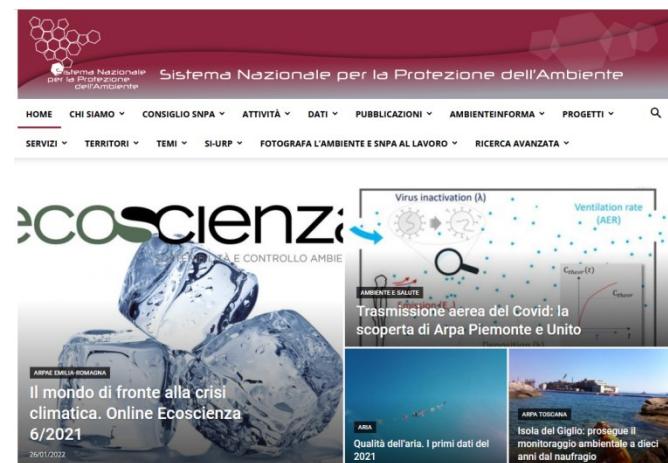 Sistema Nazionale
per la Protezione
dell'Ambiente
Sistema Nazionale per la Protezione dell'Ambiente
HOME CHI SIAMO CONSIGLIO SNPA ATTIVITÀ DATI PUBBLICAZIONI AMBIENTEINFORMA PROGETTI
SERVIZI TERRITORI TEMI SI-URP FOTOGRAFA L'AMBIENTE E SNPA AL LAVORO RICERCA AVANZATA
ecoscienza
E CONTROLLO AMBIE
ARPAE EMILIA-ROMAGNA
Il mondo di fronte alla crisi
climatica. Online Ecoscienza
6/2021
26/01/2022
Virus inactivation (λ)
Ventilation rate
(AER)
AMBIENTE E SALUTE
Trasmissione aerea del Covid: la
scoperta di Arpa Piemonte e Unito
ARIA
Qualità dell'aria. I primi dati del
2021
ARPA TOSCANA
Isola del Giglio: prosegue il
monitoraggio ambientale a dieci
anni dal naufragio